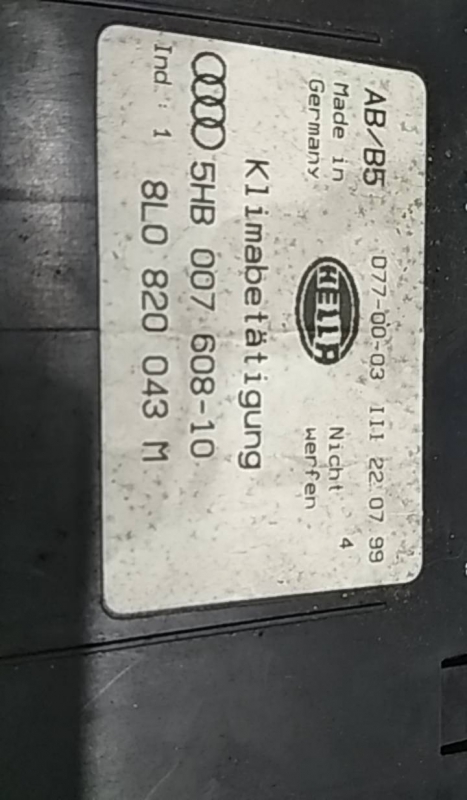 AB/B5 077-00-03 III 22.07.99
Made in
Germany
HELLA
Nicht
werfen
4
Klimabetätigung
5HB 007 608-10
Ind.: 1 8L0 820 043 M